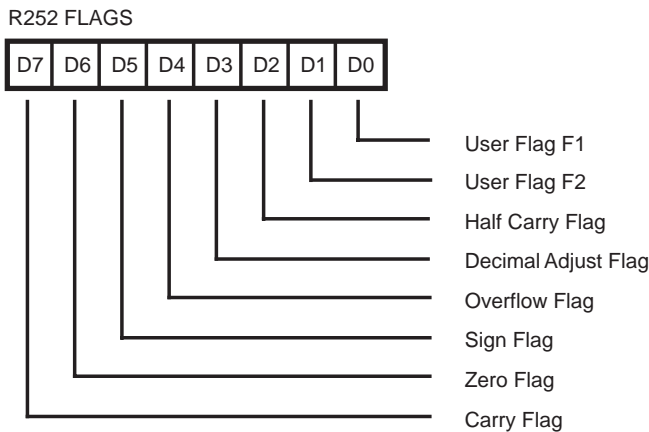 R252 FLAGS
D7 D6 D5 D4 D3 D2 D1 D0
User Flag F1
User Flag F2
Half Carry Flag
Decimal Adjust Flag
Overflow Flag
Sign Flag
Zero Flag
Carry Flag